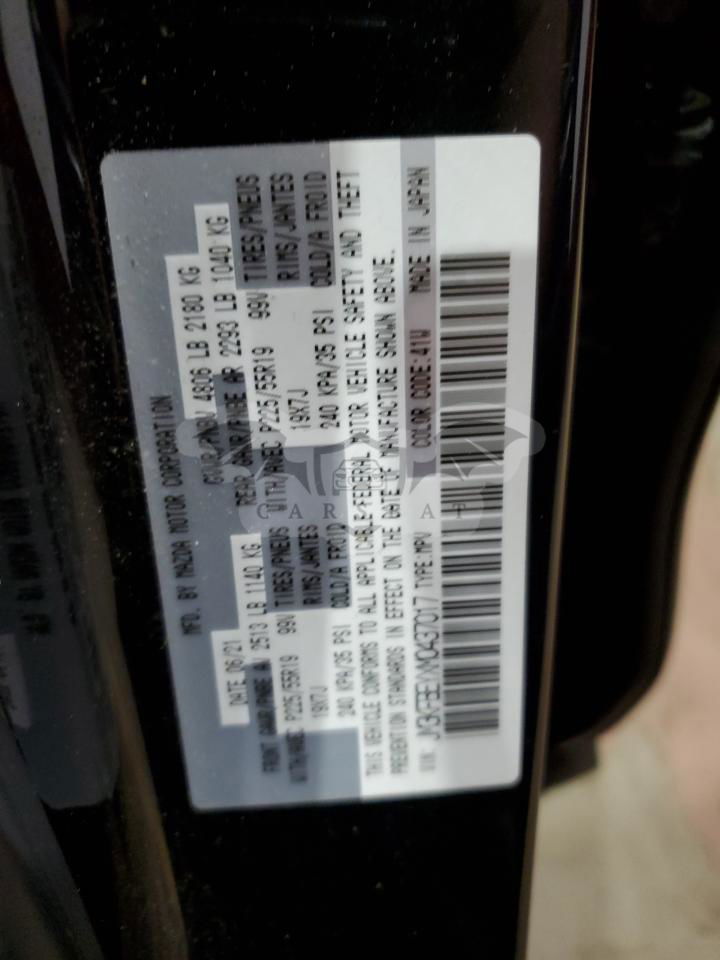 MFD. BY MAZDA MOTOR CORPORATION
DATE 06/21 GVWR/PNBV 4806 LB 2180 KG
FRONT GAWR/PNBE AV 2513 LB 1140 KG REAR GAWR/PNBE AR 2293 LB 1040 KG
WITH/AVEC P225/55R19 99V TIRES/PNEUS WITH/AVEC P225/55R19 99V TIRES/PNEUS
19X7J RIMS/JANTES 19X7J RIMS/JANTES
240 KPA/35 PSI COLD/A FROID 240 KPA/35 PSI COLD/A FROID
THIS VEHICLE CONFORMS TO ALL APPLICABLE FEDERAL MOTOR VEHICLE SAFETY AND THEFT
PREVENTION STANDARDS IN EFFECT ON THE DATE OF MANUFACTURE SHOWN ABOVE.
VIN: TYPE:MPV COLOR CODE:41W MADE IN JAPAN